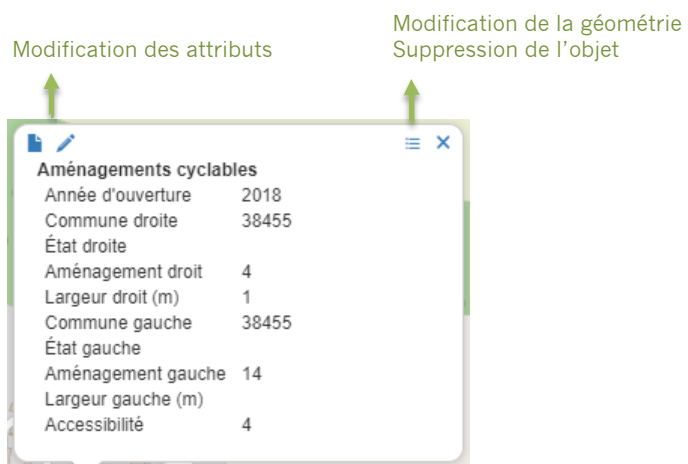 Modification de la géométrie
Modification des attributs
Suppression de l'objet
Aménagements cyclables
Année d'ouverture 2018
Commune droite 38455
État droite
Aménagement droit 4
Largeur droit (m) 1
Commune gauche 38455
État gauche
Aménagement gauche 14
Largeur gauche (m)
Accessibilité 4